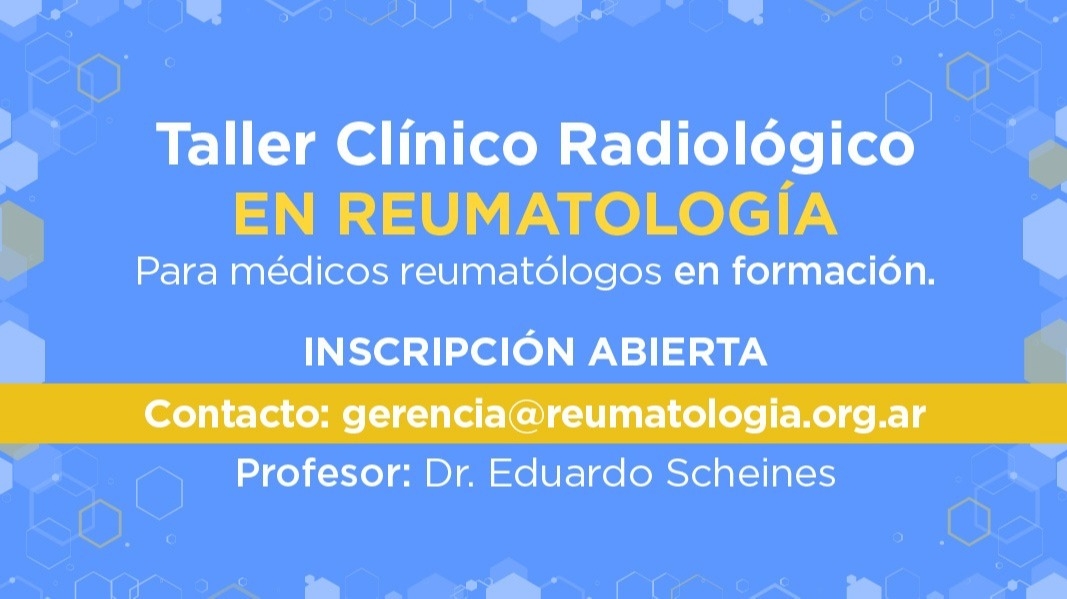 Taller Clínico Radiológico
EN REUMATOLOGÍA
Para médicos reumatólogos en formación.
INSCRIPCIÓN ABIERTA
Contacto: gerencia@reumatologia.org.ar
Profesor: Dr. Eduardo Scheines